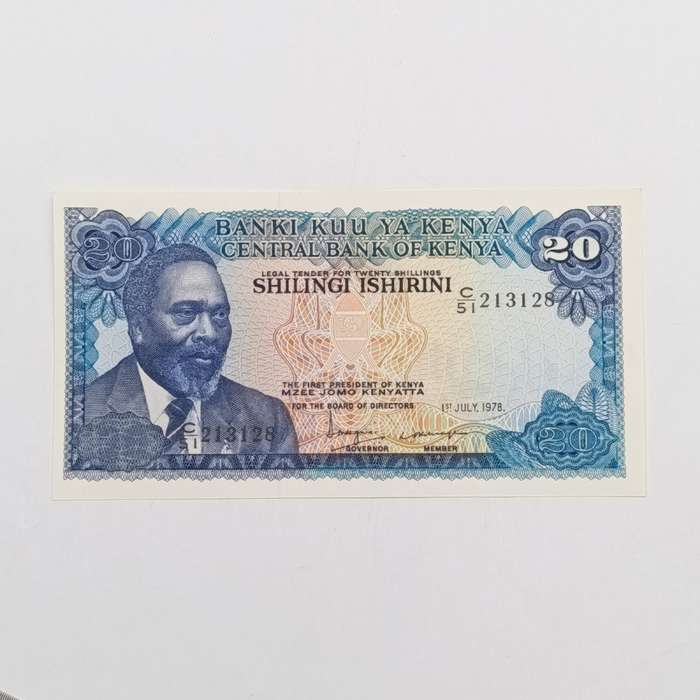 20
BANKI KUU YA KENYA
CENTRAL BANK OF KENYA
20
LEGAL TENDER FOR TWENTY SHILLINGS
SHILINGI ISHIRINI
C/51 213128
THE FIRST PRESIDENT OF KENYA
MZEE JOMO KENYATTA
FOR THE BOARD OF DIRECTORS
1ST JULY, 1978.
C/51 213128
GOVERNOR MEMBER
20